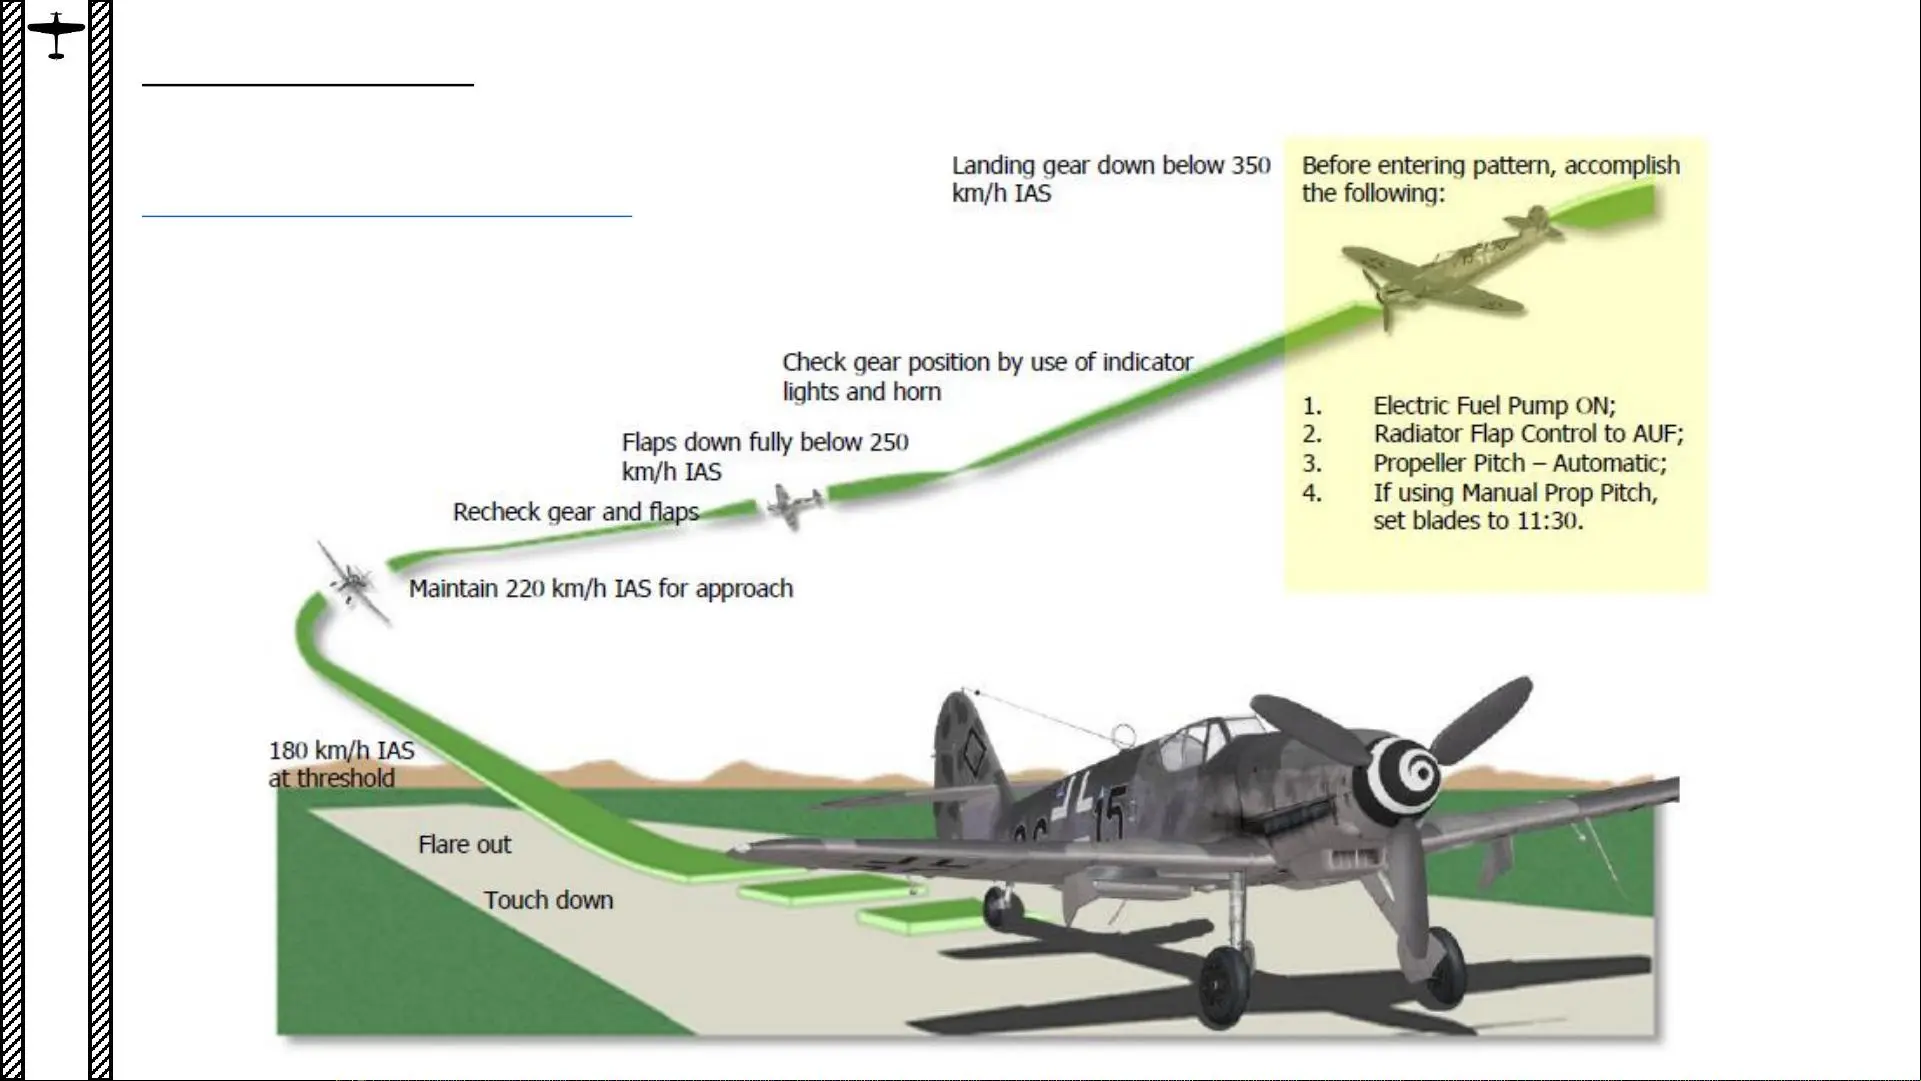 Landing gear down below 350
km/h IAS
Before entering pattern, accomplish
the following:
Check gear position by use of indicator
lights and horn
1. Electric Fuel Pump ON;
2. Radiator Flap Control to AUF;
3. Propeller Pitch – Automatic;
4. If using Manual Prop Pitch,
set blades to 11:30.
Flaps down fully below 250
km/h IAS
Recheck gear and flaps
Maintain 220 km/h IAS for approach
180 km/h IAS
at threshold
Flare out
Touch down
15